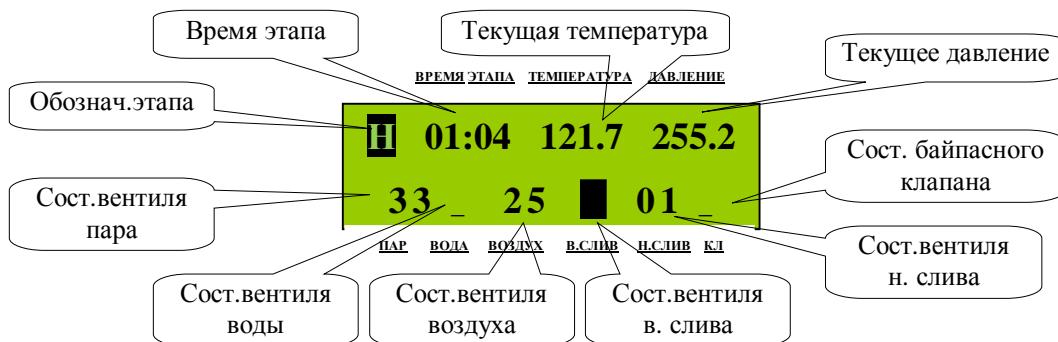 Время этапа
Текущая температура
Текущее давление
ВРЕМЯ ЭТАПА ТЕМПЕРАТУРА ДАВЛЕНИЕ
Обознач.этапа
Н 01:04 121.7 255.2
Сост. байпасного
клапана
Сост.вентиля
пара
33 _ 25 █ 01 _
ПАР ВОДА ВОЗДУХ В.СЛИВ Н.СЛИВ КЛ
Сост.вентиля
н. слива
Сост.вентиля
воды
Сост.вентиля
воздуха
Сост.вентиля
в. слива